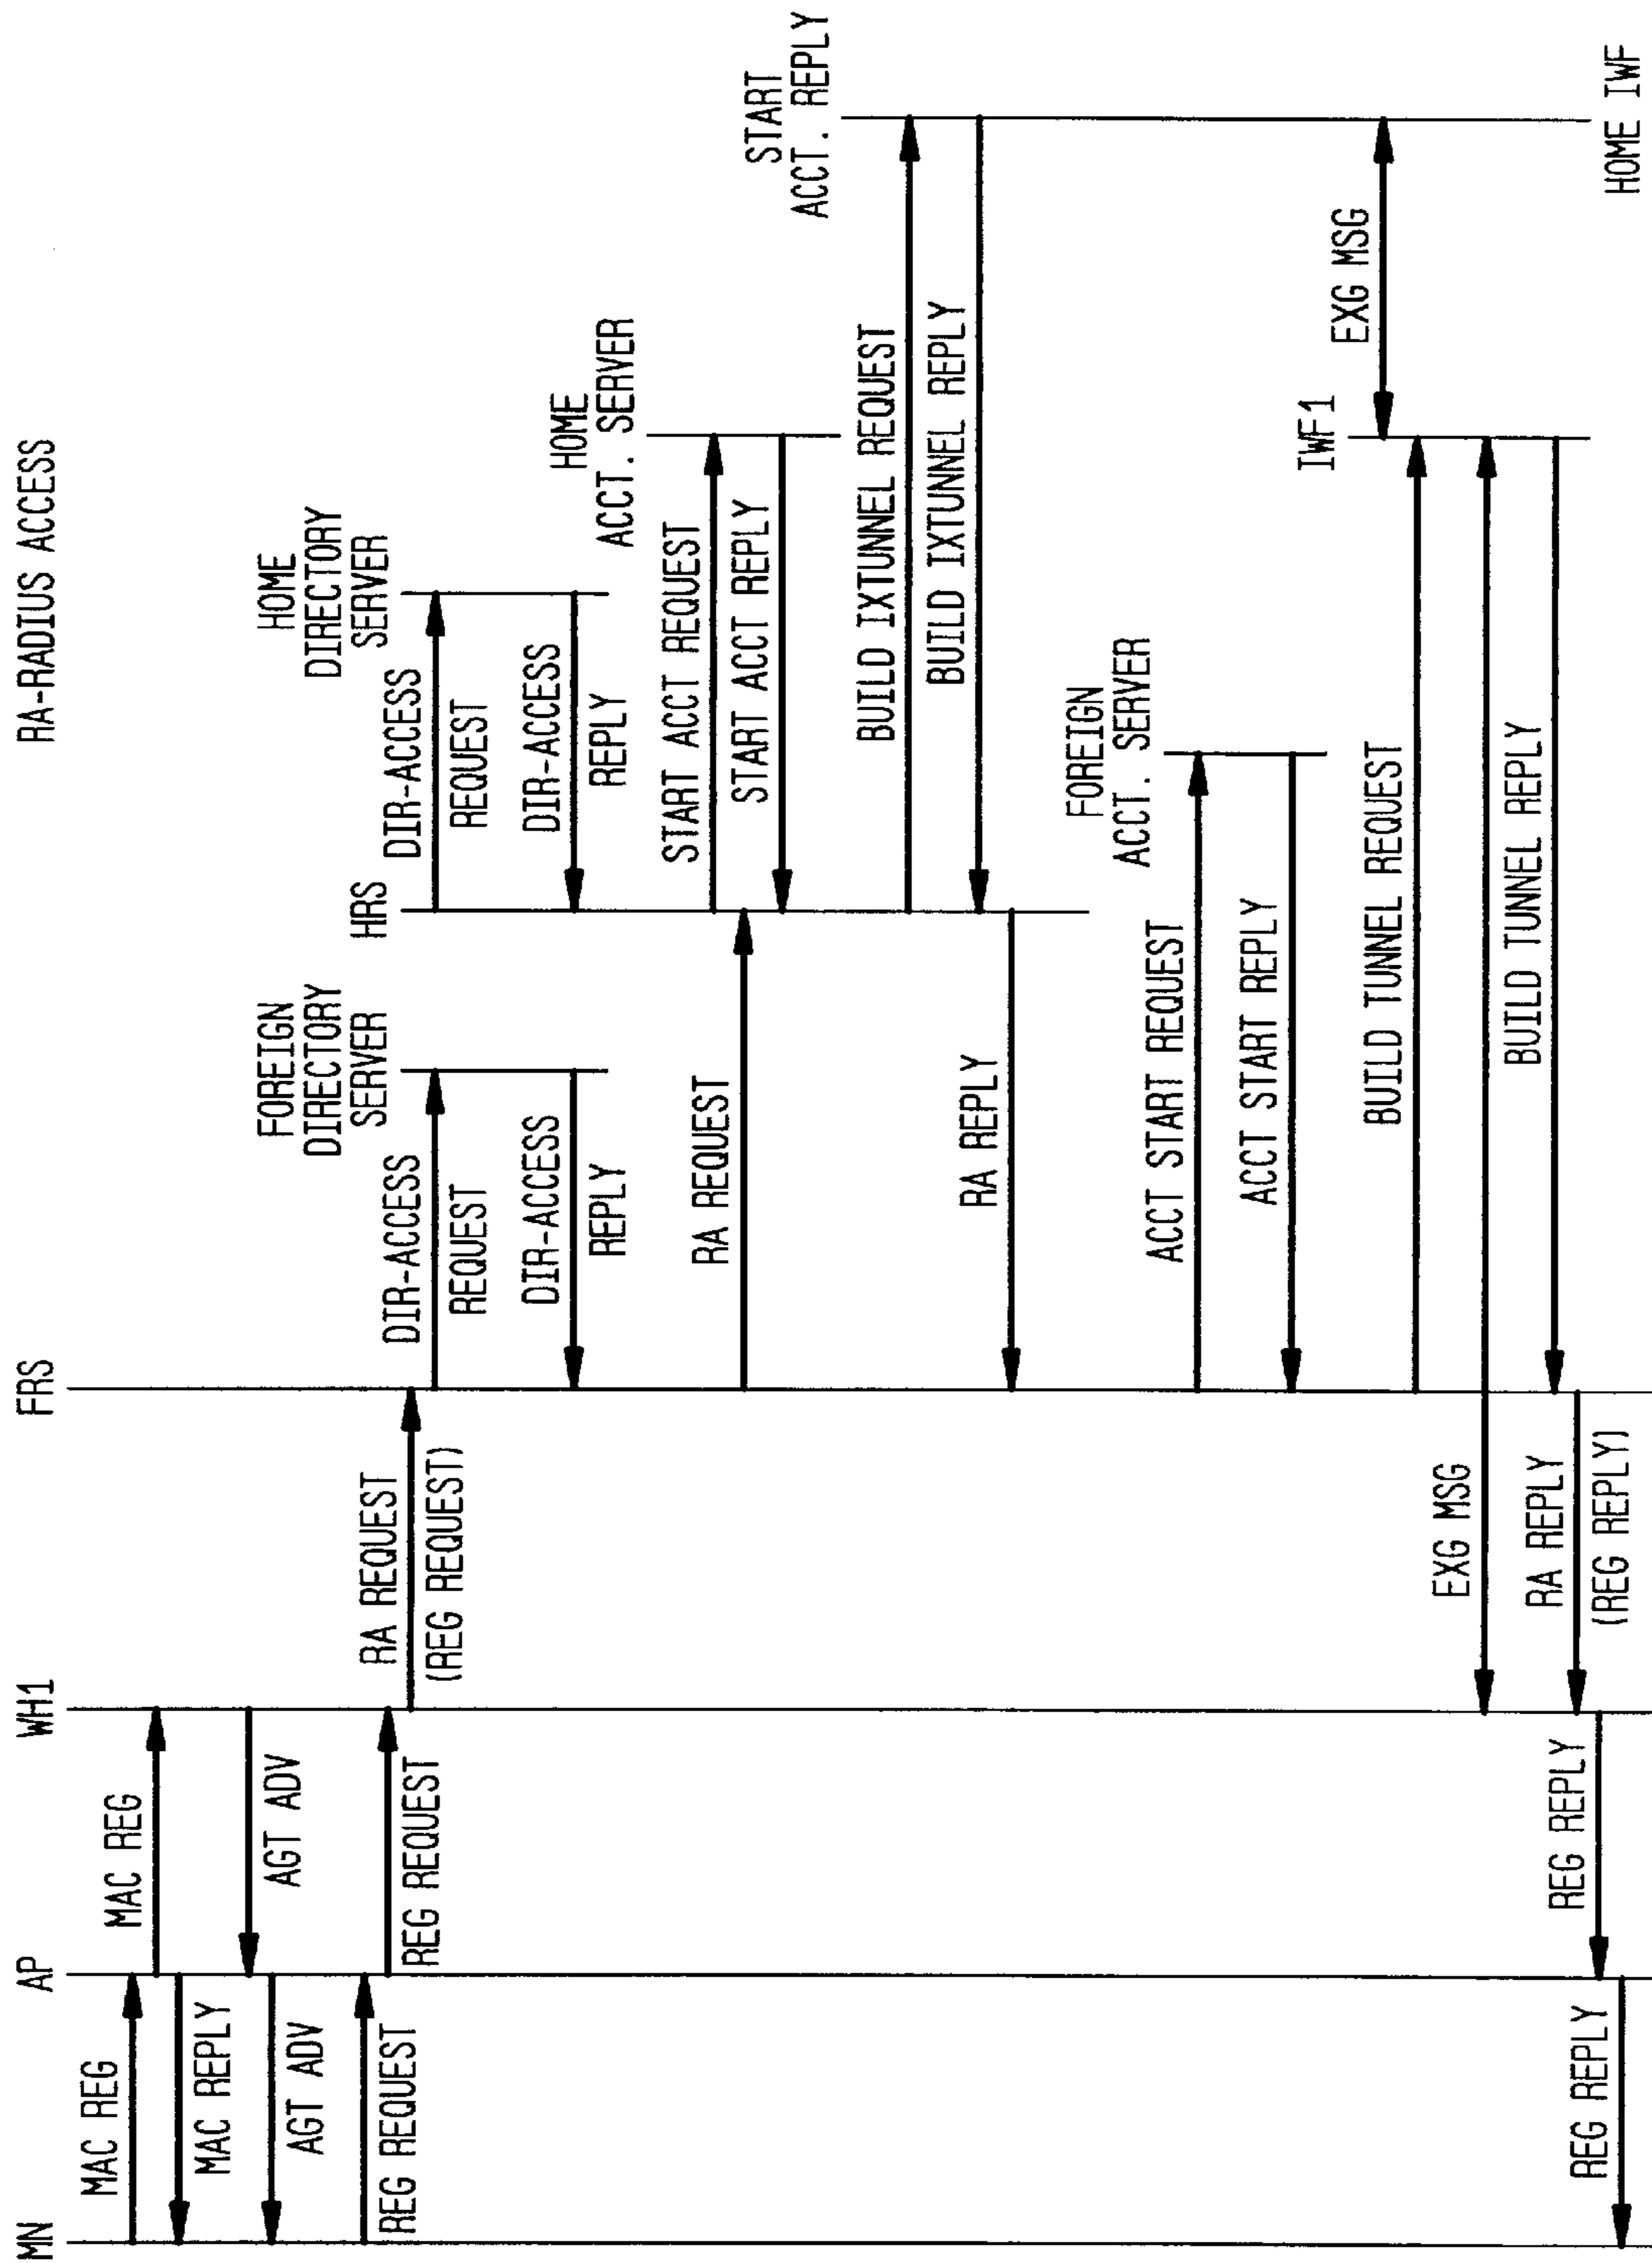 RA-RADIUS ACCESS
MN
AP
WH1
FRS
MAC REG
MAC REG
MAC REPLY
AGT ADV
AGT ADV
FOREIGN
DIRECTORY
SERVER
HRS
HOME
DIRECTORY
SERVER
REG REQUEST
REG REQUEST
RA REQUEST
(REG REQUEST)
DIR-ACCESS
REQUEST
DIR-ACCESS
REQUEST
DIR-ACCESS
REPLY
DIR-ACCESS
REPLY
HOME
ACCT. SERVER
RA REQUEST
START ACCT REQUEST
START ACCT REPLY
START
ACCT. REPLY
BUILD IXTUNNEL REQUEST
BUILD IXTUNNEL REPLY
RA REPLY
FOREIGN
ACCT. SERVER
ACCT START REQUEST
ACCT START REPLY
IWF1
EXG MSG
BUILD TUNNEL REQUEST
EXG MSG
BUILD TUNNEL REPLY
RA REPLY
(REG REPLY)
REG REPLY
REG REPLY
HOME IWF